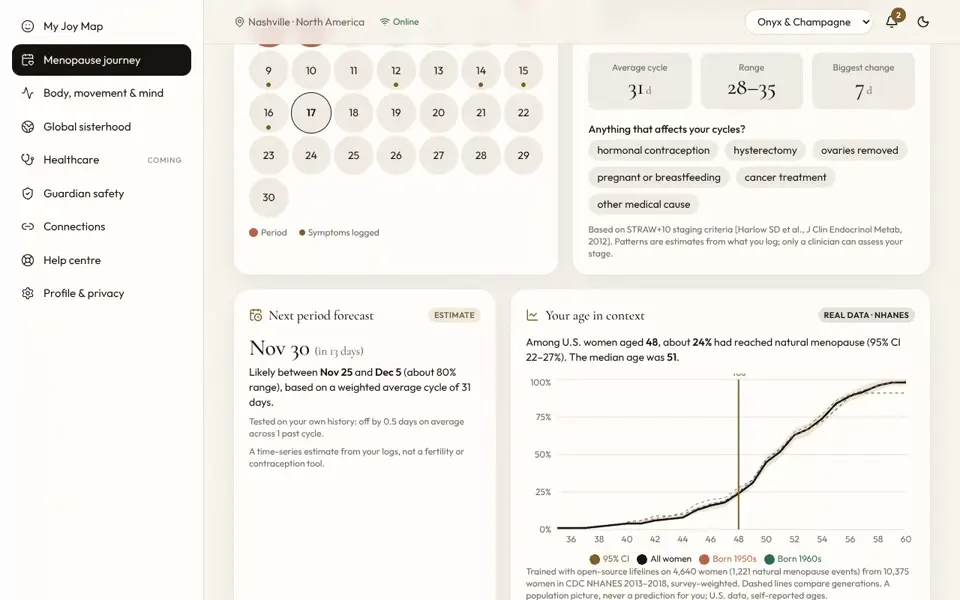 My Joy Map
Menopause journey
Body, movement & mind
Global sisterhood
Healthcare COMING
Guardian safety
Connections
Help centre
Profile & privacy
Nashville · North America Online Onyx & Champagne 2
9 10 11 12 13 14 15
16 17 18 19 20 21 22
23 24 25 26 27 28 29
30
Period Symptoms logged
Average cycle Range Biggest change
31 d 28–35 7 d
Anything that affects your cycles?
hormonal contraception hysterectomy ovaries removed
pregnant or breastfeeding cancer treatment
other medical cause
Based on STRAW+10 staging criteria [Harlow SD et al., J Clin Endocrinol Metab,
2012]. Patterns are estimates from what you log; only a clinician can assess your
stage.
Next period forecast ESTIMATE
Nov 30 (in 13 days)
Likely between Nov 25 and Dec 5 (about 80%
range), based on a weighted average cycle of 31
days.
Tested on your own history: off by 0.5 days on average
across 1 past cycle.
A time-series estimate from your logs, not a fertility or
contraception tool.
Your age in context REAL DATA · NHANES
Among U.S. women aged 48, about 24% had reached natural menopause (95% CI
22–27%). The median age was 51.
100%
75%
50%
25%
0%
36 38 40 42 44 46 48 50 52 54 56 58 60
95% CI All women Born 1950s Born 1960s
Trained with open-source lifelines on 4,640 women (1,221 natural menopause events) from 10,375
women in CDC NHANES 2013–2018, survey-weighted. Dashed lines compare generations. A
population picture, never a prediction for you; U.S. data, self-reported ages.